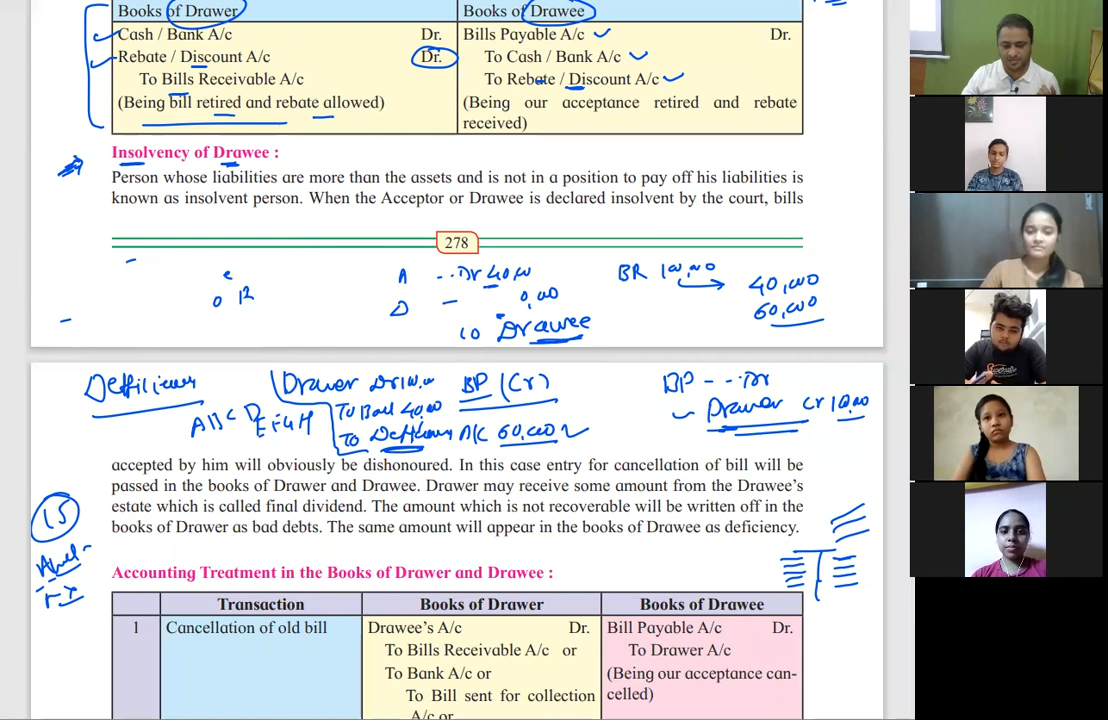 Books of Drawer
Books of Drawee
Cash / Bank A/c Dr.
Bills Payable A/c Dr.
Rebate / Discount A/c Dr.
To Cash / Bank A/c
To Bills Receivable A/c
To Rebate / Discount A/c
(Being bill retired and rebate allowed)
(Being our acceptance retired and rebate
received)
Insolvency of Drawee :
Person whose liabilities are more than the assets and is not in a position to pay off his liabilities is
known as insolvent person. When the Acceptor or Drawee is declared insolvent by the court, bills
278
BR
40,000
60,000
Drawee
Drawer Dr
BP (Cr)
BP - - Dr
Drawer Cr
A B C D
E F G H
To
To
A/C 60,000
accepted by him will obviously be dishonoured. In this case entry for cancellation of bill will be
passed in the books of Drawer and Drawee. Drawer may receive some amount from the Drawee's
estate which is called final dividend. The amount which is not recoverable will be written off in the
books of Drawer as bad debts. The same amount will appear in the books of Drawee as deficiency.
15
Accounting Treatment in the Books of Drawer and Drawee :
Transaction
Books of Drawer
Books of Drawee
1
Cancellation of old bill
Drawee's A/c Dr.
To Bills Receivable A/c or
To Bank A/c or
To Bill sent for collection
A/c or
Bill Payable A/c Dr.
To Drawer A/c
(Being our acceptance can-
celled)